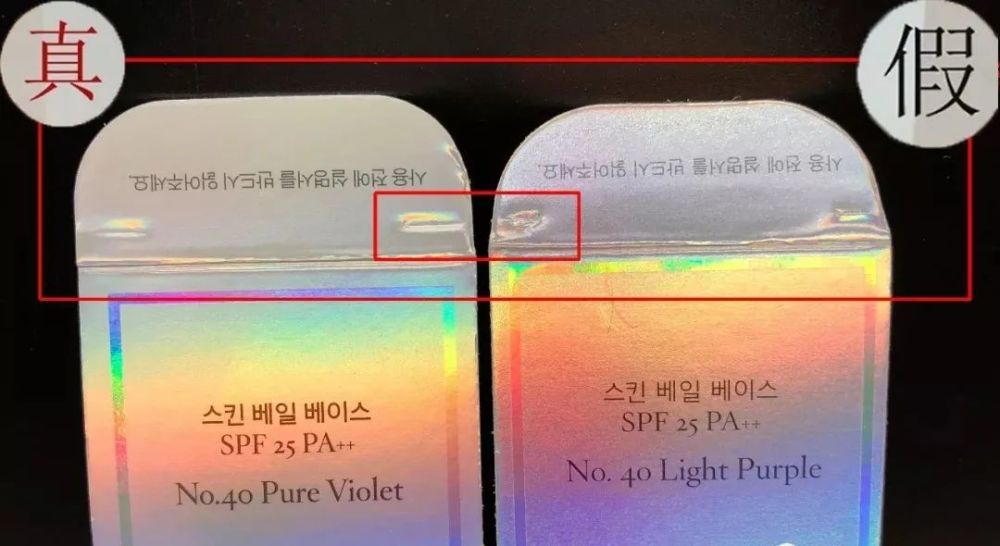 真
假
사용 전에 설명서를 반드시 읽어주세요.
사용 전에 설명서를 반드시 읽어주세요.
스킨 베일 베이스
SPF 25 PA++
No.40 Pure Violet
스킨 베일 베이스
SPF 25 PA++
No. 40 Light Purple